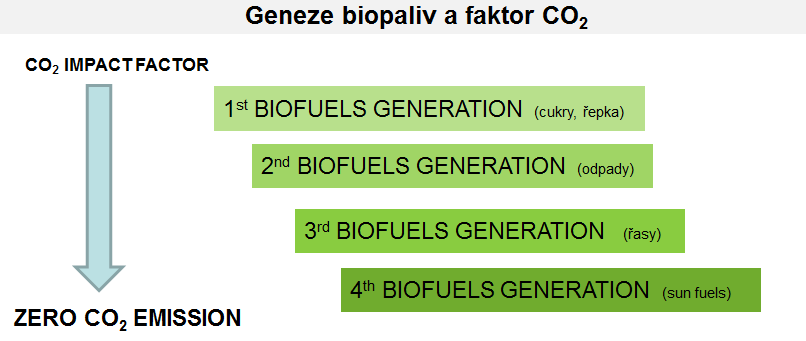 Geneze biopaliv a faktor CO₂
CO₂ IMPACT FACTOR
1st BIOFUELS GENERATION (cukry, řepka)
2nd BIOFUELS GENERATION (odpady)
3rd BIOFUELS GENERATION (řasy)
4th BIOFUELS GENERATION (sun fuels)
ZERO CO₂ EMISSION